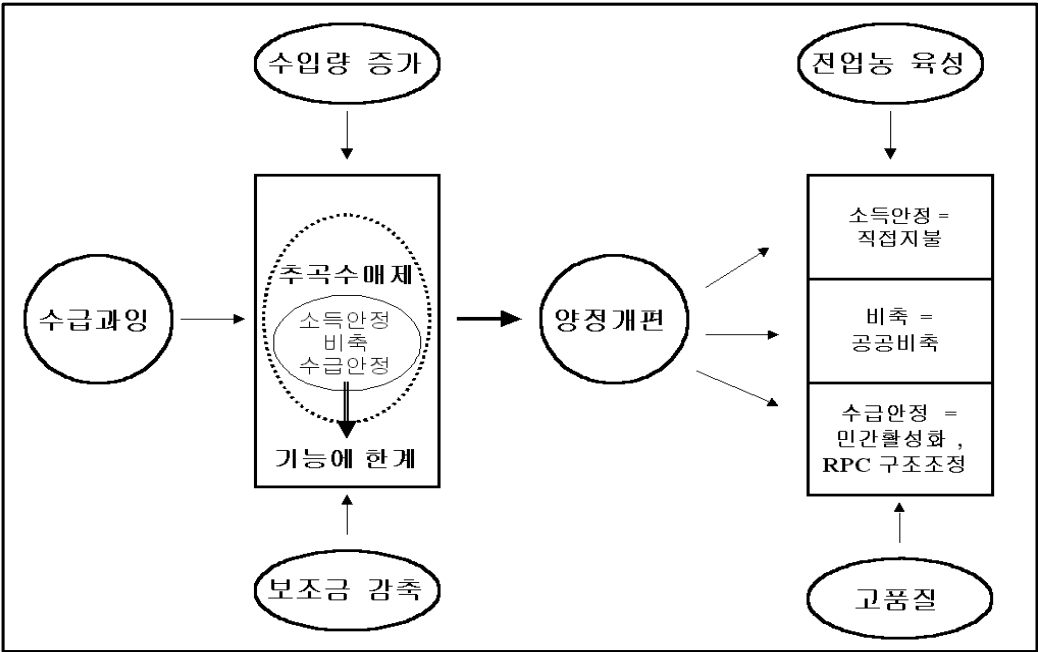 수입량 증가
전업농 육성
수급과잉
추곡수매제
소득안정
비축
수급안정
기능에 한계
양정개편
소득안정 =
직접지불
비축 =
공공비축
수급안정 =
민간활성화 ,
RPC 구조조정
보조금 감축
고품질